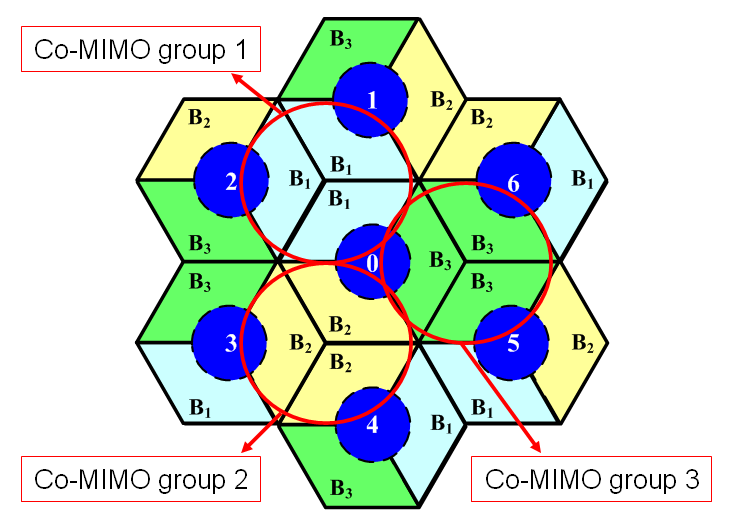 B3
Co-MIMO group 1
1
B2
B2
B2
B1
2
B1
6
B1
B1
B3
B3
0
B3
B3
B3
B2
3
B2
5
B2
B2
B1
4
B1
B1
Co-MIMO group 2
Co-MIMO group 3
B3